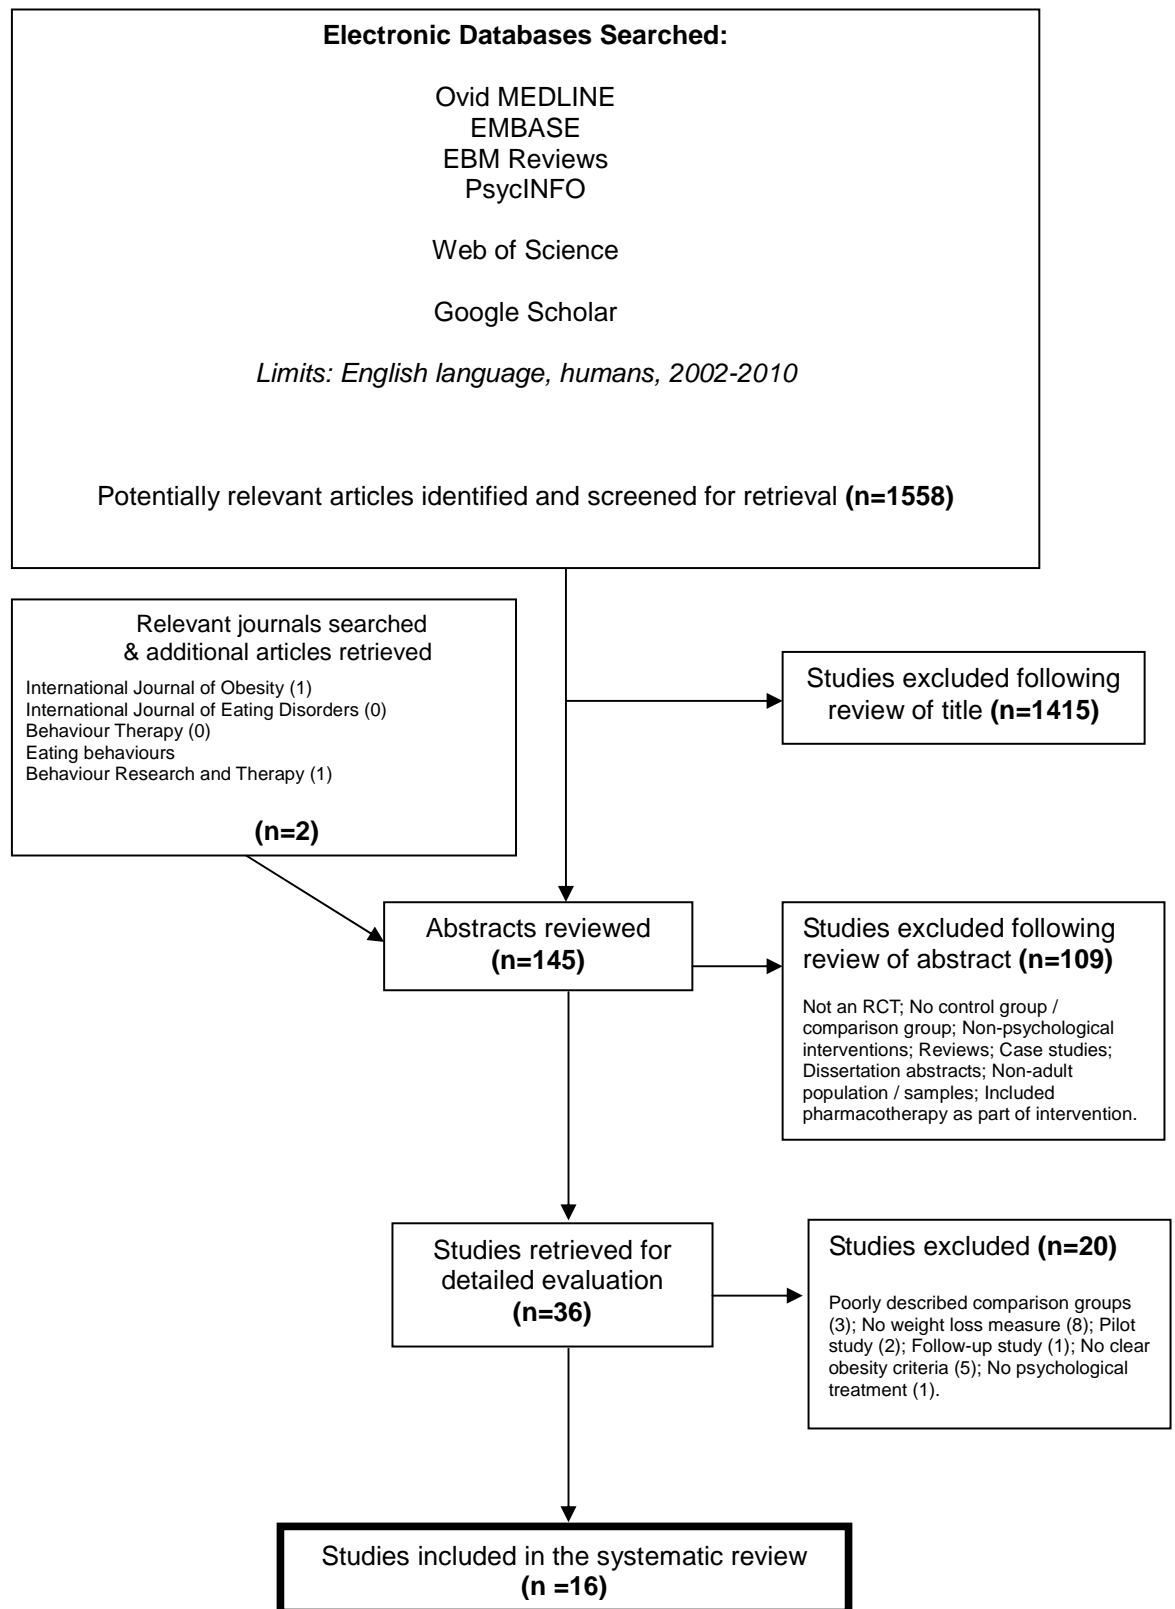 Electronic Databases Searched:
Ovid MEDLINE
EMBASE
EBM Reviews
PsycINFO
Web of Science
Google Scholar
Limits: English language, humans, 2002-2010
Potentially relevant articles identified and screened for retrieval (n=1558)
Relevant journals searched
& additional articles retrieved
International Journal of Obesity (1)
International Journal of Eating Disorders (0)
Behaviour Therapy (0)
Eating behaviours
Behaviour Research and Therapy (1)
(n=2)
Studies excluded following
review of title (n=1415)
Abstracts reviewed
(n=145)
Studies excluded following
review of abstract (n=109)
Not an RCT; No control group /
comparison group; Non-psychological
interventions; Reviews; Case studies;
Dissertation abstracts; Non-adult
population / samples; Included
pharmacotherapy as part of intervention.
Studies retrieved for
detailed evaluation
(n=36)
Studies excluded (n=20)
Poorly described comparison groups
(3); No weight loss measure (8); Pilot
study (2); Follow-up study (1); No clear
obesity criteria (5); No psychological
treatment (1).
Studies included in the systematic review
(n =16)